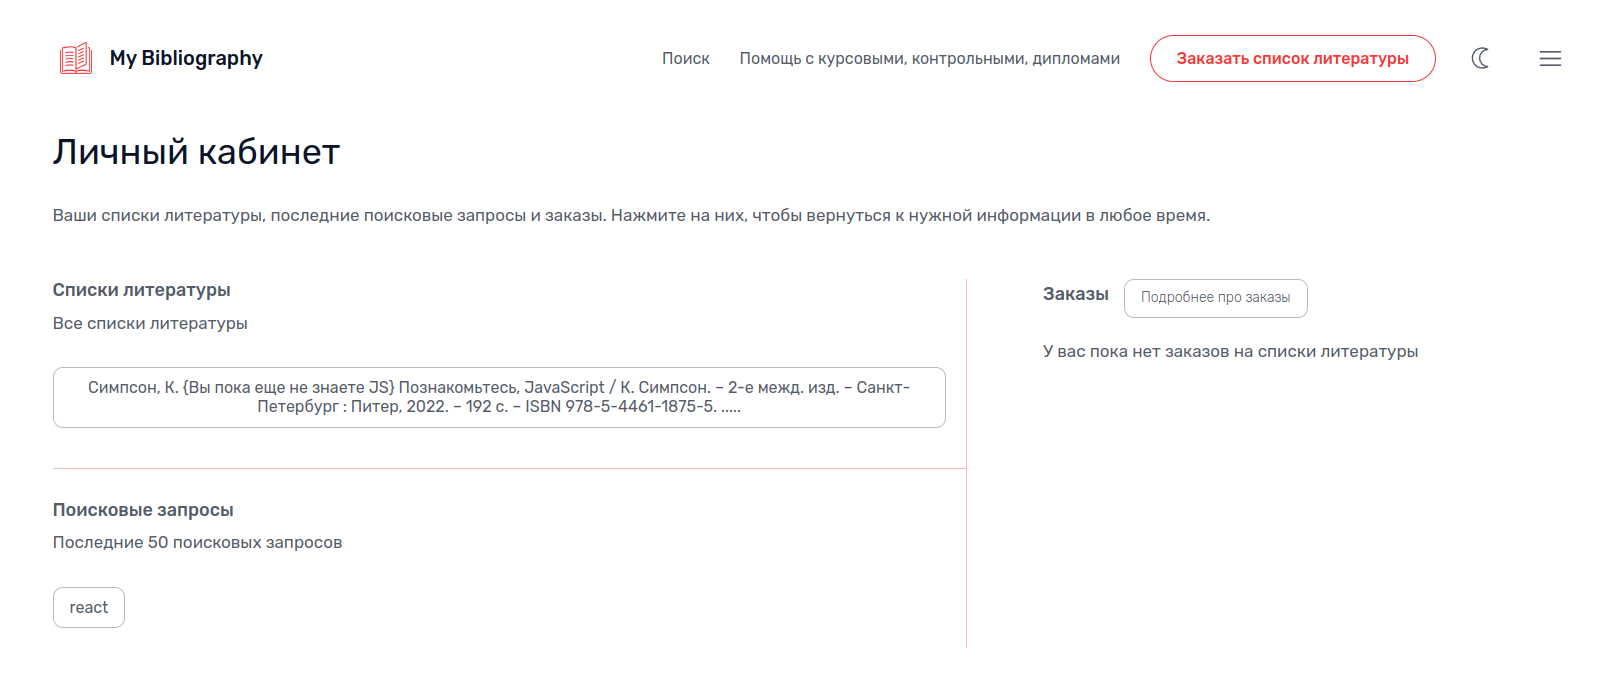 My Bibliography
Поиск
Помощь с курсовыми, контрольными, дипломами
Заказать список литературы
Личный кабинет
Ваши списки литературы, последние поисковые запросы и заказы. Нажмите на них, чтобы вернуться к нужной информации в любое время.
Списки литературы
Все списки литературы
Симпсон, К. {Вы пока еще не знаете JS} Познакомьтесь, JavaScript / К. Симпсон. – 2-е межд. изд. – Санкт-
Петербург : Питер, 2022. – 192 с. – ISBN 978-5-4461-1875-5. .....
Поисковые запросы
Последние 50 поисковых запросов
react
Заказы
Подробнее про заказы
У вас пока нет заказов на списки литературы